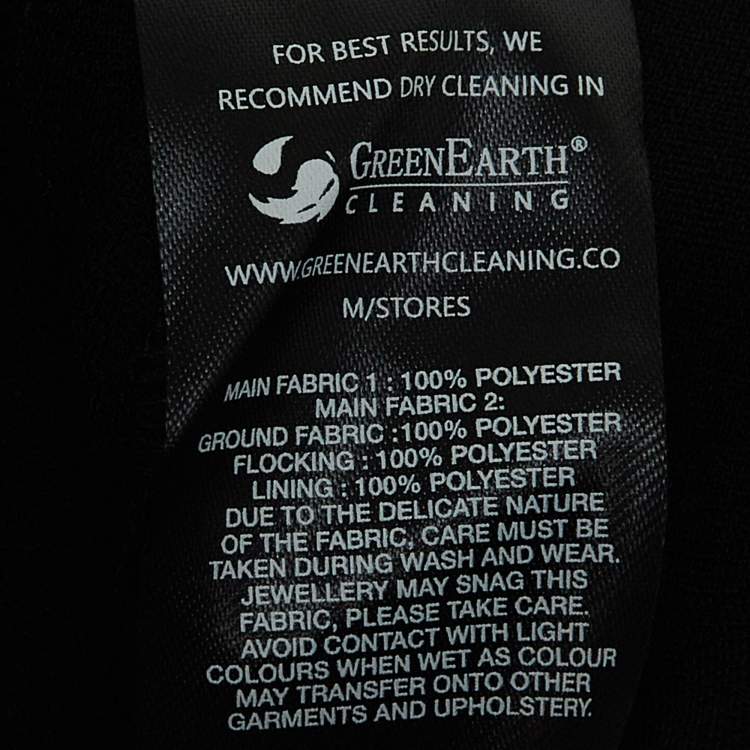 FOR BEST RESULTS, WE
RECOMMEND DRY CLEANING IN
GREENEARTH®
CLEANING
WWW.GREENEARTHCLEANING.CO
M/STORES
MAIN FABRIC 1 : 100% POLYESTER
MAIN FABRIC 2:
GROUND FABRIC :100% POLYESTER
FLOCKING : 100% POLYESTER
LINING : 100% POLYESTER
DUE TO THE DELICATE NATURE
OF THE FABRIC, CARE MUST BE
TAKEN DURING WASH AND WEAR.
JEWELLERY MAY SNAG THIS
FABRIC, PLEASE TAKE CARE.
AVOID CONTACT WITH LIGHT
COLOURS WHEN WET AS COLOUR
MAY TRANSFER ONTO OTHER
GARMENTS AND UPHOLSTERY.